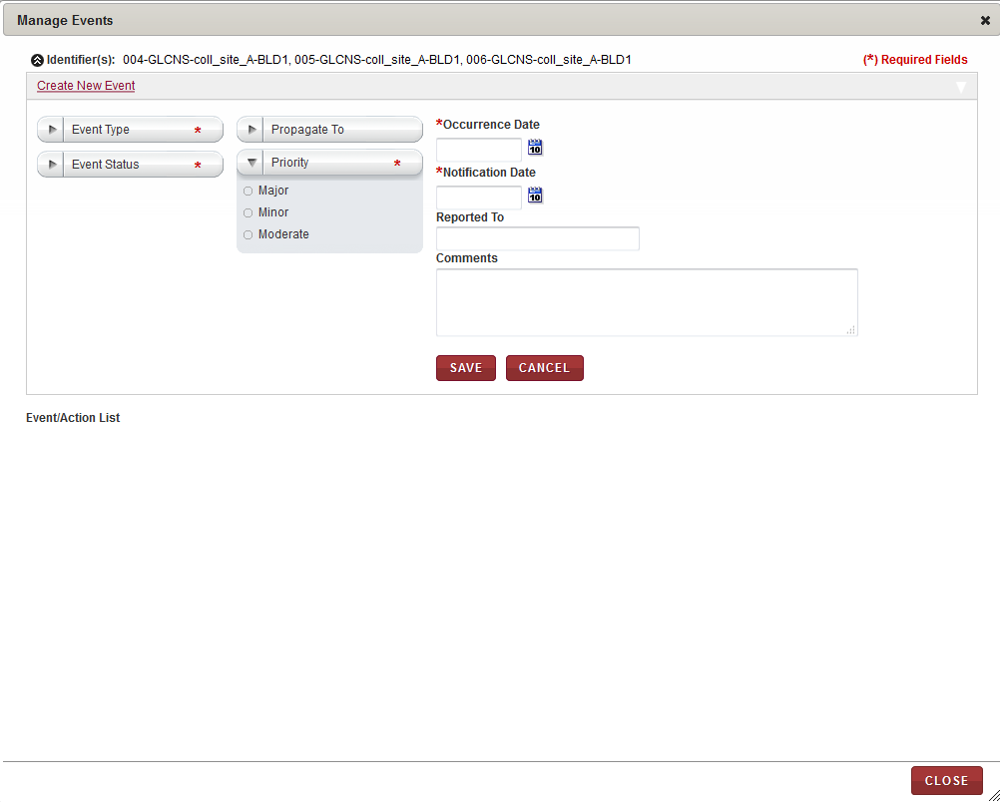 Manage Events
Identifier(s): 004-GLCNS-coll_site_A-BLD1, 005-GLCNS-coll_site_A-BLD1, 006-GLCNS-coll_site_A-BLD1
(*) Required Fields
Create New Event
Event Type *
Event Status *
Propagate To
Priority *
Major
Minor
Moderate
*Occurrence Date
10
*Notification Date
10
Reported To
Comments
SAVE CANCEL
Event/Action List
CLOSE